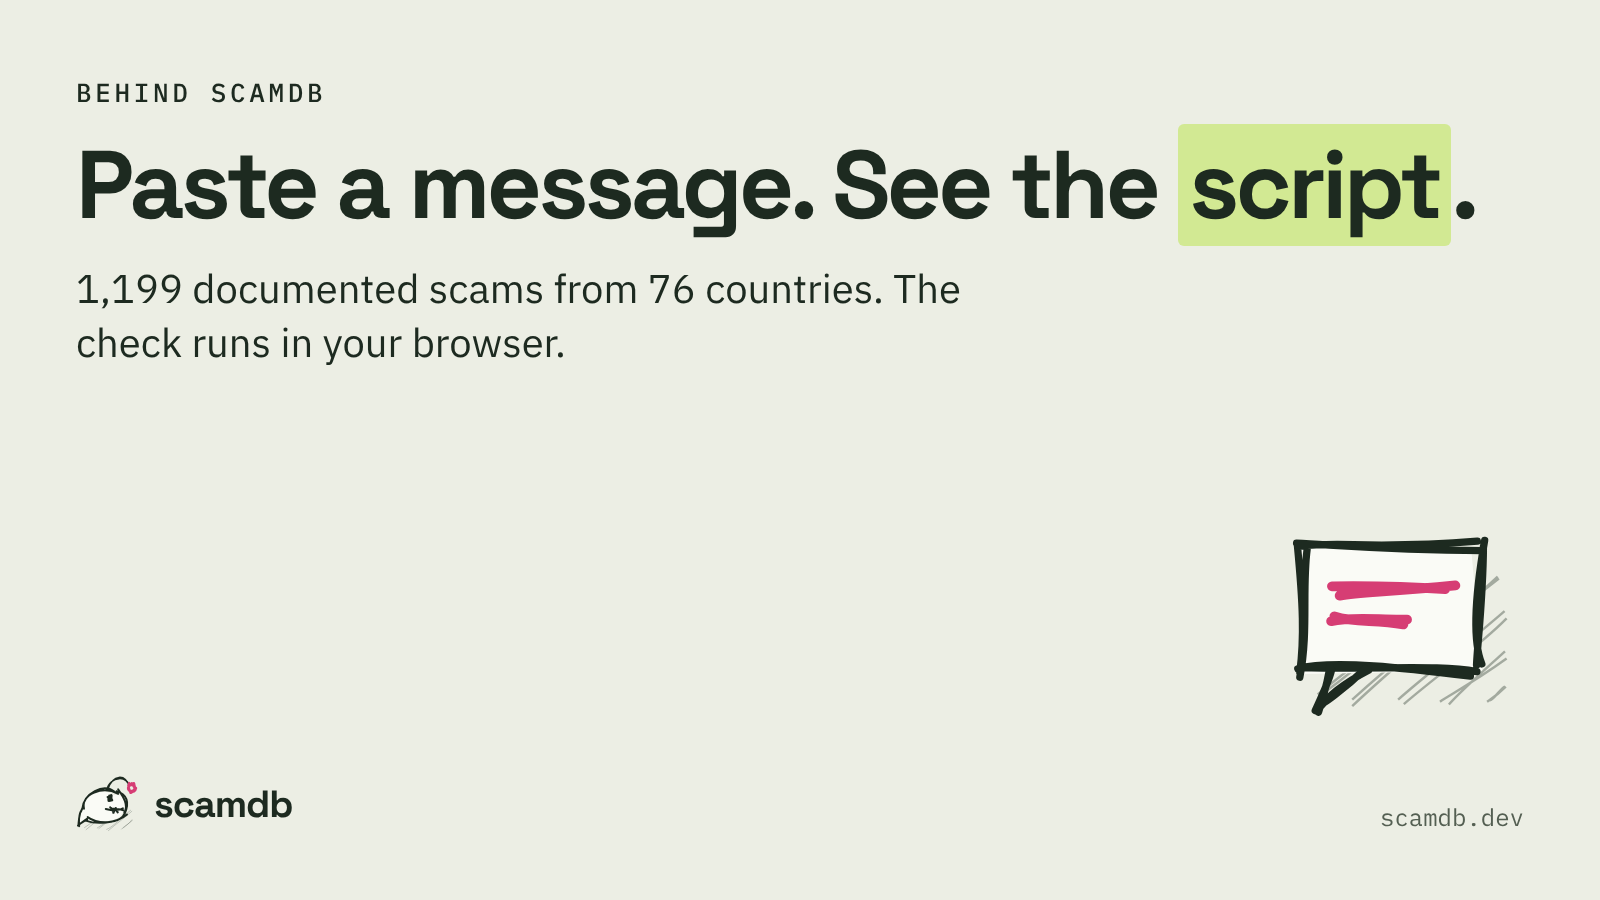 BEHIND SCAMDB
Paste a message. See the script.
1,199 documented scams from 76 countries. The
check runs in your browser.
scamdb
scamdb.dev